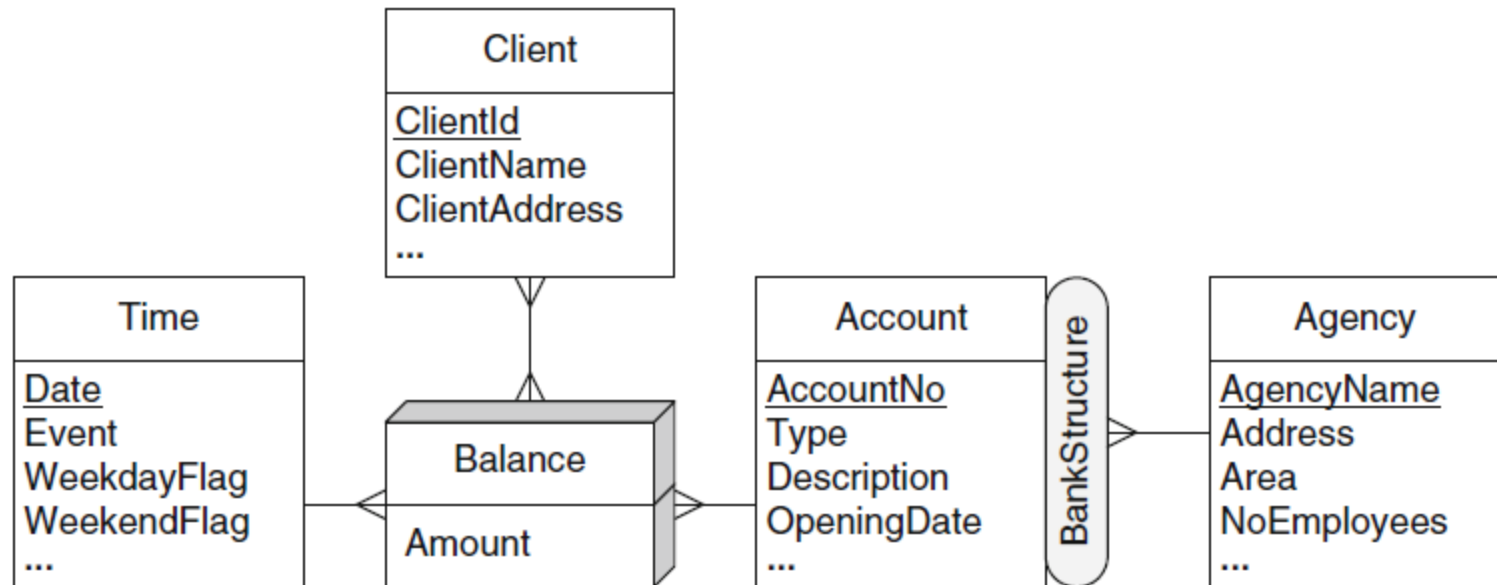 Client
ClientId
ClientName
ClientAddress
...
Time
Date
Event
WeekdayFlag
WeekendFlag
...
Balance
Amount
Account
AccountNo
Type
Description
OpeningDate
...
BankStructure
Agency
AgencyName
Address
Area
NoEmployees
...